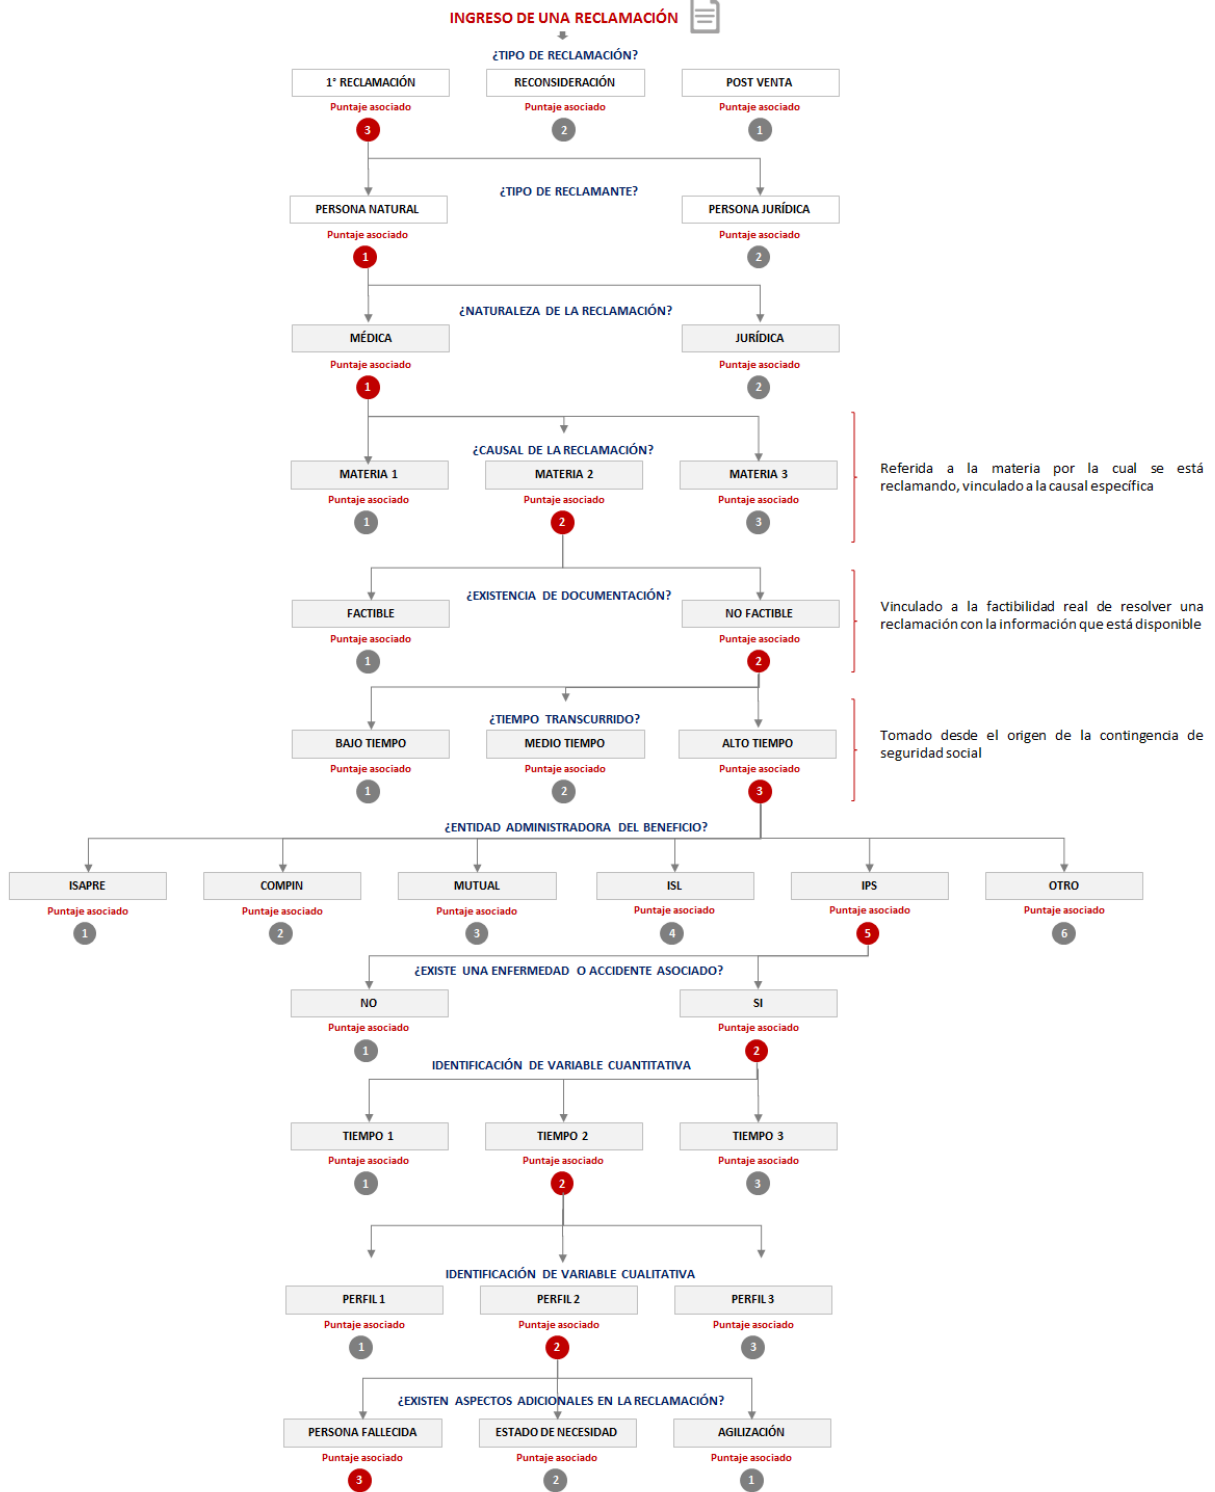 INGRESO DE UNA RECLAMACIÓN
¿TIPO DE RECLAMACIÓN?
1° RECLAMACIÓN RECONSIDERACIÓN POST VENTA
Puntaje asociado Puntaje asociado Puntaje asociado
3 2 1
¿TIPO DE RECLAMANTE?
PERSONA NATURAL PERSONA JURÍDICA
Puntaje asociado Puntaje asociado
1 2
¿NATURALEZA DE LA RECLAMACIÓN?
MÉDICA JURÍDICA
Puntaje asociado Puntaje asociado
1 2
¿CAUSAL DE LA RECLAMACIÓN?
MATERIA 1 MATERIA 2 MATERIA 3
Puntaje asociado Puntaje asociado Puntaje asociado
1 2 3
Referida a la materia por la cual se está
reclamando, vinculado a la causal específica
¿EXISTENCIA DE DOCUMENTACIÓN?
FACTIBLE NO FACTIBLE
Puntaje asociado Puntaje asociado
1 2
Vinculado a la factibilidad real de resolver una
reclamación con la información que está disponible
¿TIEMPO TRANSCURRIDO?
BAJO TIEMPO MEDIO TIEMPO ALTO TIEMPO
Puntaje asociado Puntaje asociado Puntaje asociado
1 2 3
Tomado desde el origen de la contingencia de
seguridad social
¿ENTIDAD ADMINISTRADORA DEL BENEFICIO?
ISAPRE COMPIN MUTUAL ISL IPS OTRO
Puntaje asociado Puntaje asociado Puntaje asociado Puntaje asociado Puntaje asociado Puntaje asociado
1 2 3 4 5 6
¿EXISTE UNA ENFERMEDAD O ACCIDENTE ASOCIADO?
NO SI
Puntaje asociado Puntaje asociado
1 2
IDENTIFICACIÓN DE VARIABLE CUANTITATIVA
TIEMPO 1 TIEMPO 2 TIEMPO 3
Puntaje asociado Puntaje asociado Puntaje asociado
1 2 3
IDENTIFICACIÓN DE VARIABLE CUALITATIVA
PERFIL 1 PERFIL 2 PERFIL 3
Puntaje asociado Puntaje asociado Puntaje asociado
1 2 3
¿EXISTEN ASPECTOS ADICIONALES EN LA RECLAMACIÓN?
PERSONA FALLECIDA ESTADO DE NECESIDAD AGILIZACIÓN
Puntaje asociado Puntaje asociado Puntaje asociado
3 2 1